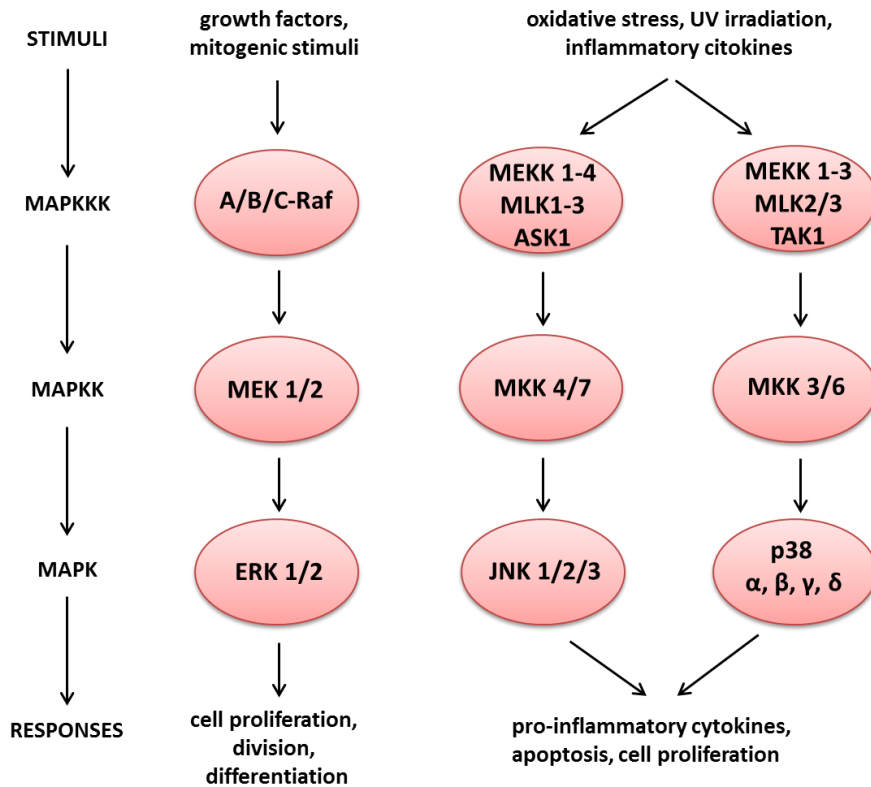 STIMULI
growth factors,
mitogenic stimuli
oxidative stress, UV irradiation,
inflammatory citokines
MAPKKK
A/B/C-Raf
MEKK 1-4
MLK1-3
ASK1
MEKK 1-3
MLK2/3
TAK1
MAPKK
MEK 1/2
MKK 4/7
MKK 3/6
MAPK
ERK 1/2
JNK 1/2/3
p38
α, β, γ, δ
RESPONSES
cell proliferation,
division,
differentiation
pro-inflammatory cytokines,
apoptosis, cell proliferation